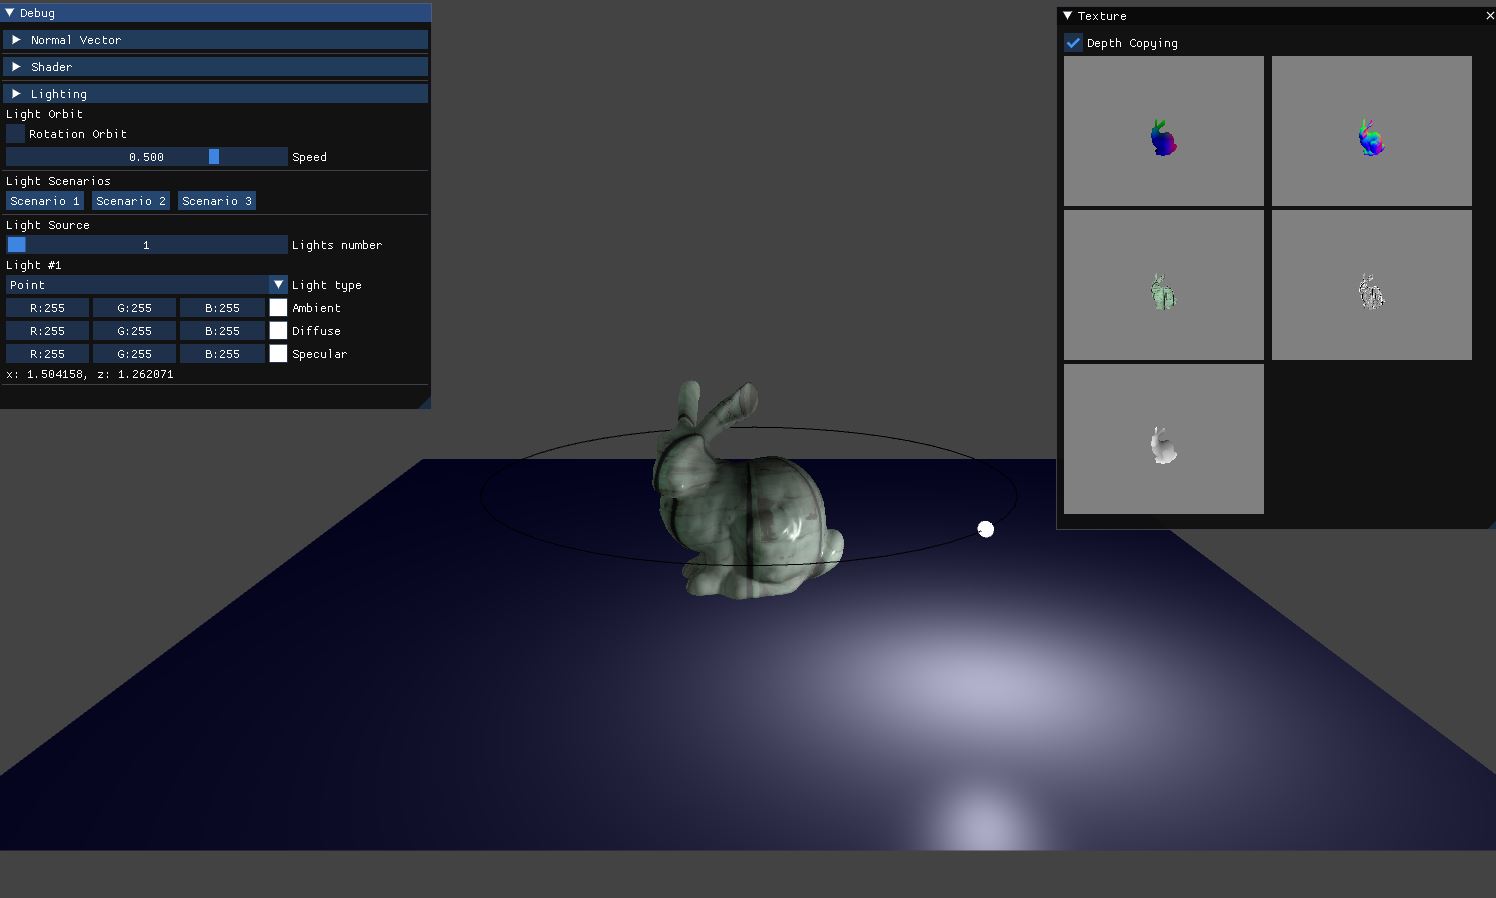 Debug
Normal Vector
Shader
Lighting
Light Orbit
Rotation Orbit
0.500 Speed
Light Scenarios
Scenario 1 Scenario 2 Scenario 3
Light Source
1 Lights number
Light #1
Point Light type
R:255 G:255 B:255 Ambient
R:255 G:255 B:255 Diffuse
R:255 G:255 B:255 Specular
x: 1.504158, z: 1.262071
Texture
Depth Copying